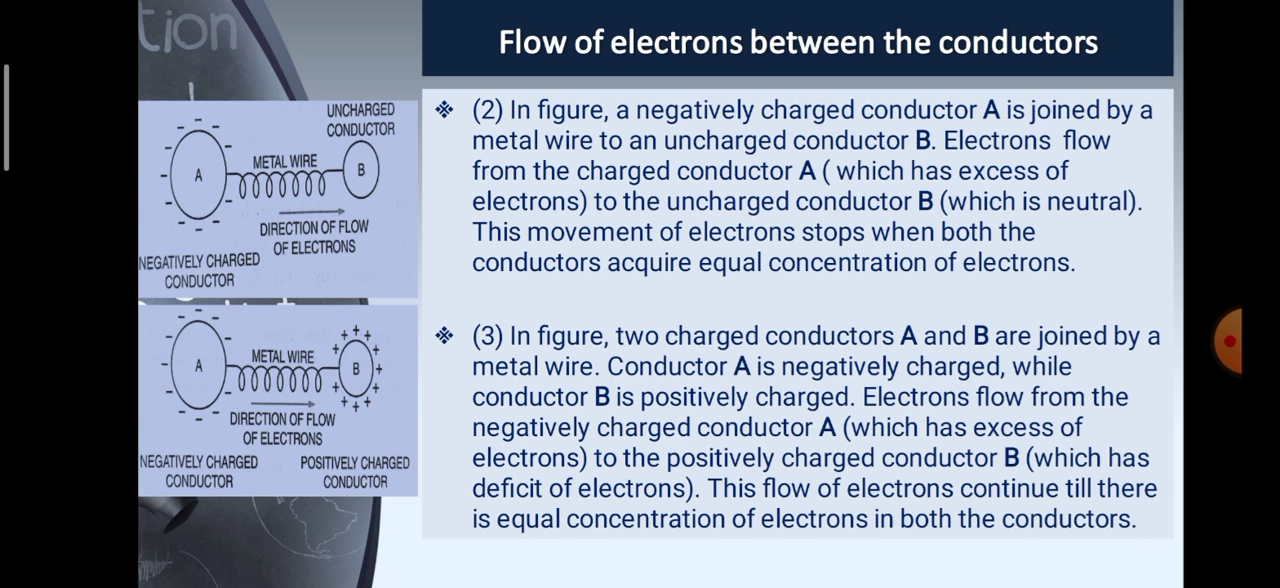 tion
Flow of electrons between the conductors
UNCHARGED
CONDUCTOR
METAL WIRE
A
B
DIRECTION OF FLOW
OF ELECTRONS
NEGATIVELY CHARGED
CONDUCTOR
❖ (2) In figure, a negatively charged conductor A is joined by a
metal wire to an uncharged conductor B. Electrons flow
from the charged conductor A ( which has excess of
electrons) to the uncharged conductor B (which is neutral).
This movement of electrons stops when both the
conductors acquire equal concentration of electrons.
METAL WIRE
A
B
DIRECTION OF FLOW
OF ELECTRONS
NEGATIVELY CHARGED
CONDUCTOR
POSITIVELY CHARGED
CONDUCTOR
❖ (3) In figure, two charged conductors A and B are joined by a
metal wire. Conductor A is negatively charged, while
conductor B is positively charged. Electrons flow from the
negatively charged conductor A (which has excess of
electrons) to the positively charged conductor B (which has
deficit of electrons). This flow of electrons continue till there
is equal concentration of electrons in both the conductors.